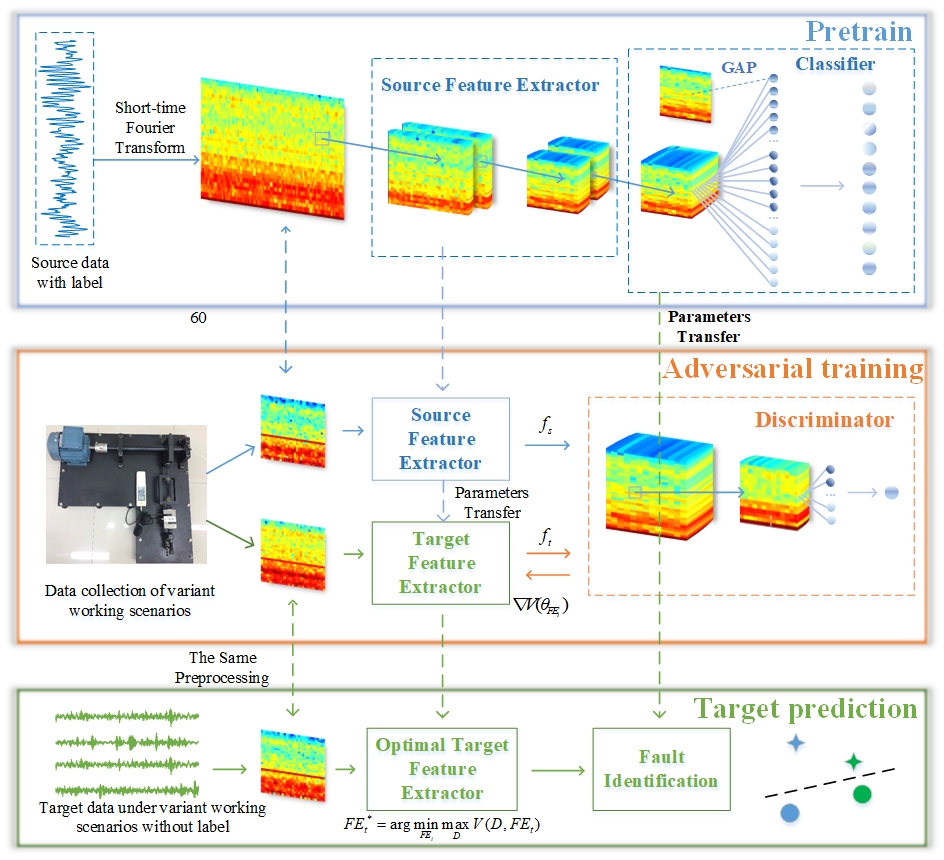 Pretrain
Short-time
Fourier
Transform
Source Feature Extractor
GAP
Classifier
...
...
Source data
with label
60
Parameters
Transfer
Adversarial training
Source
Feature
Extractor
f_s
Discriminator
...
Parameters
Transfer
Target
Feature
Extractor
f_t
∇V(θ_{FE_t})
Data collection of variant
working scenarios
The Same
Preprocessing
Target prediction
Optimal Target
Feature
Extractor
Fault
Identification
Target data under variant working
scenarios without label
FE_t^* = arg min_{FE_t} max_D V(D, FE_t)